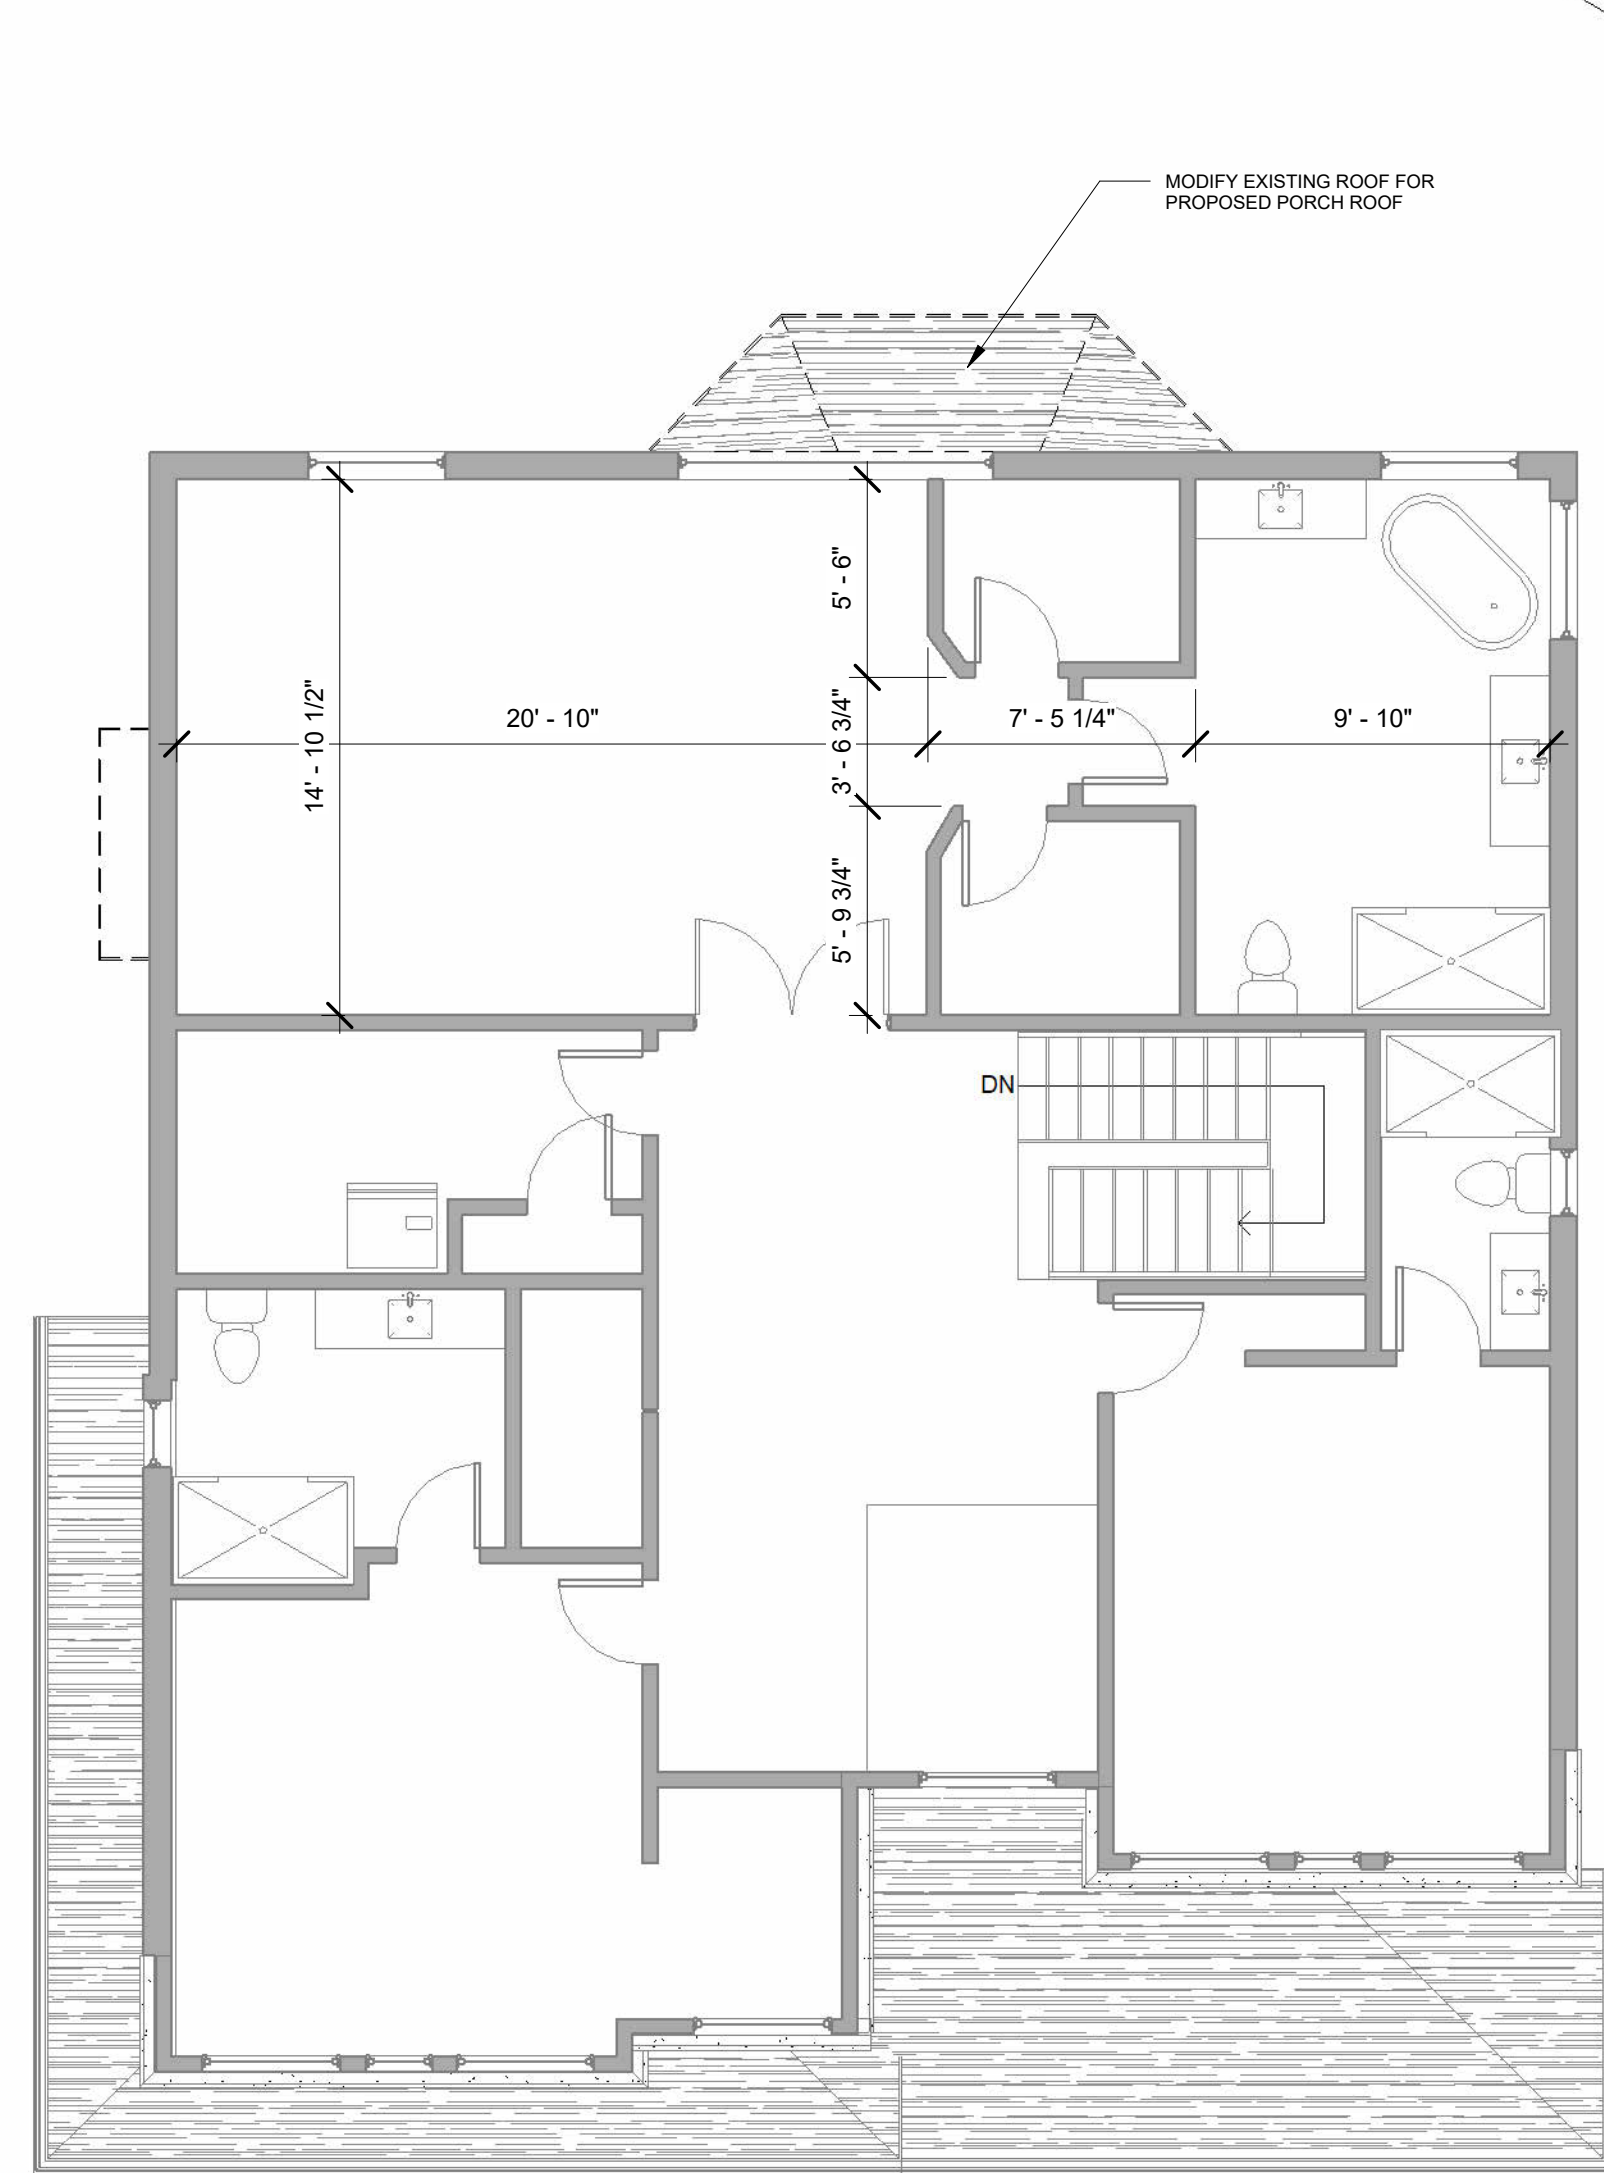 MODIFY EXISTING ROOF FOR
PROPOSED PORCH ROOF
5' - 6"
14' - 10 1/2"
20' - 10"
3' - 6 3/4"
7' - 5 1/4"
9' - 10"
5' - 9 3/4"
DN